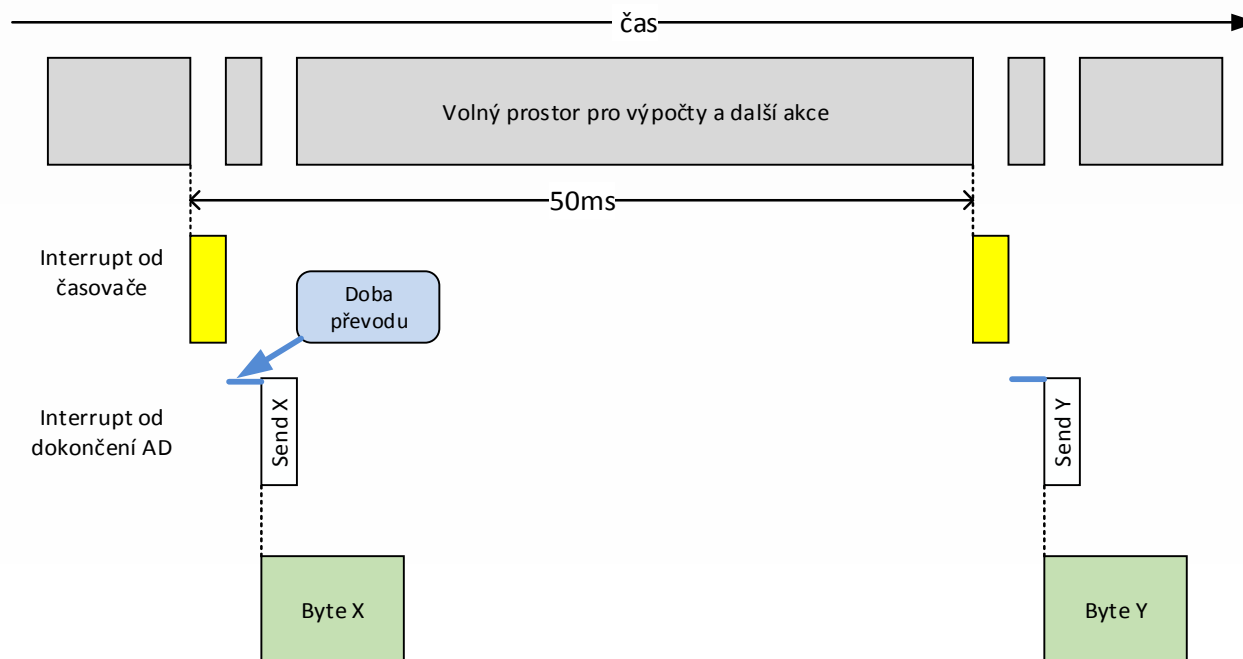 čas
Volný prostor pro výpočty a další akce
50ms
Interrupt od
časovače
Doba
převodu
Interrupt od
dokončení AD
Send X
Send Y
Byte X
Byte Y